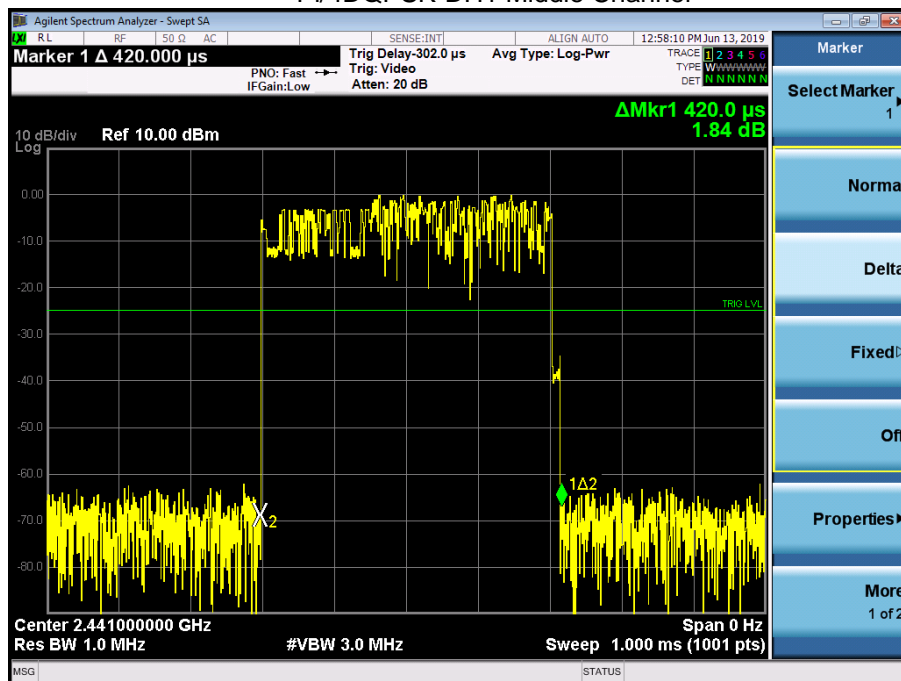 Agilent Spectrum Analyzer - Swept SA
LXI RL RF 50 Ω AC SENSE:INT ALIGN AUTO 12:58:10 PM Jun 13, 2019
Marker 1 Δ 420.000 µs
PNO: Fast
IFGain:Low
Trig Delay-302.0 µs
Trig: Video
Atten: 20 dB
Avg Type: Log-Pwr
TRACE 1 2 3 4 5 6
TYPE WWWWWW
DET N N N N N N
Marker
Select Marker
1
Norma
Delta
Fixed
Off
Properties
More
1 of 2
ΔMkr1 420.0 µs
1.84 dB
10 dB/div Ref 10.00 dBm
Log
0.00
-10.0
-20.0
TRIG LVL
-30.0
-40.0
-50.0
-60.0
1Δ2
-70.0
2
-80.0
Center 2.441000000 GHz Span 0 Hz
Res BW 1.0 MHz #VBW 3.0 MHz Sweep 1.000 ms (1001 pts)
MSG STATUS